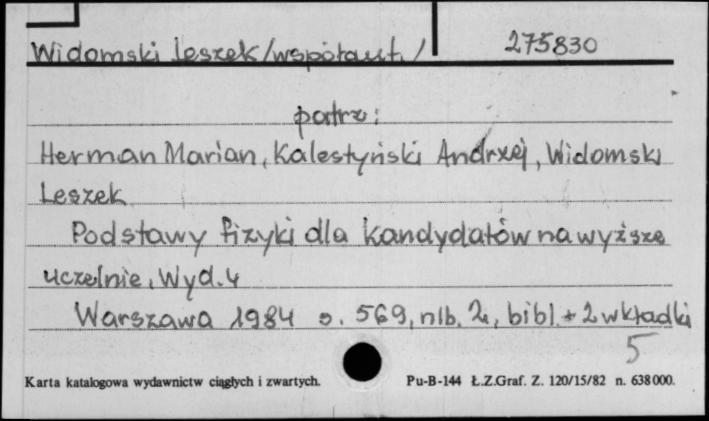 Widomski Leszek /współaut./ 275830
patrz:
Herman Marian, Kalestyński Andrzej, Widomski
Leszek
Podstawy fizyki dla kandydatów na wyższe
uczelnie, Wyd. 4
Warszawa 1984 s. 569, nlb. 2, bibl. + 2 wkładki
5
Karta katalogowa wydawnictw ciągłych i zwartych. Pu-B-144 Ł.Z.Graf. Z. 120/15/82 n. 638000.